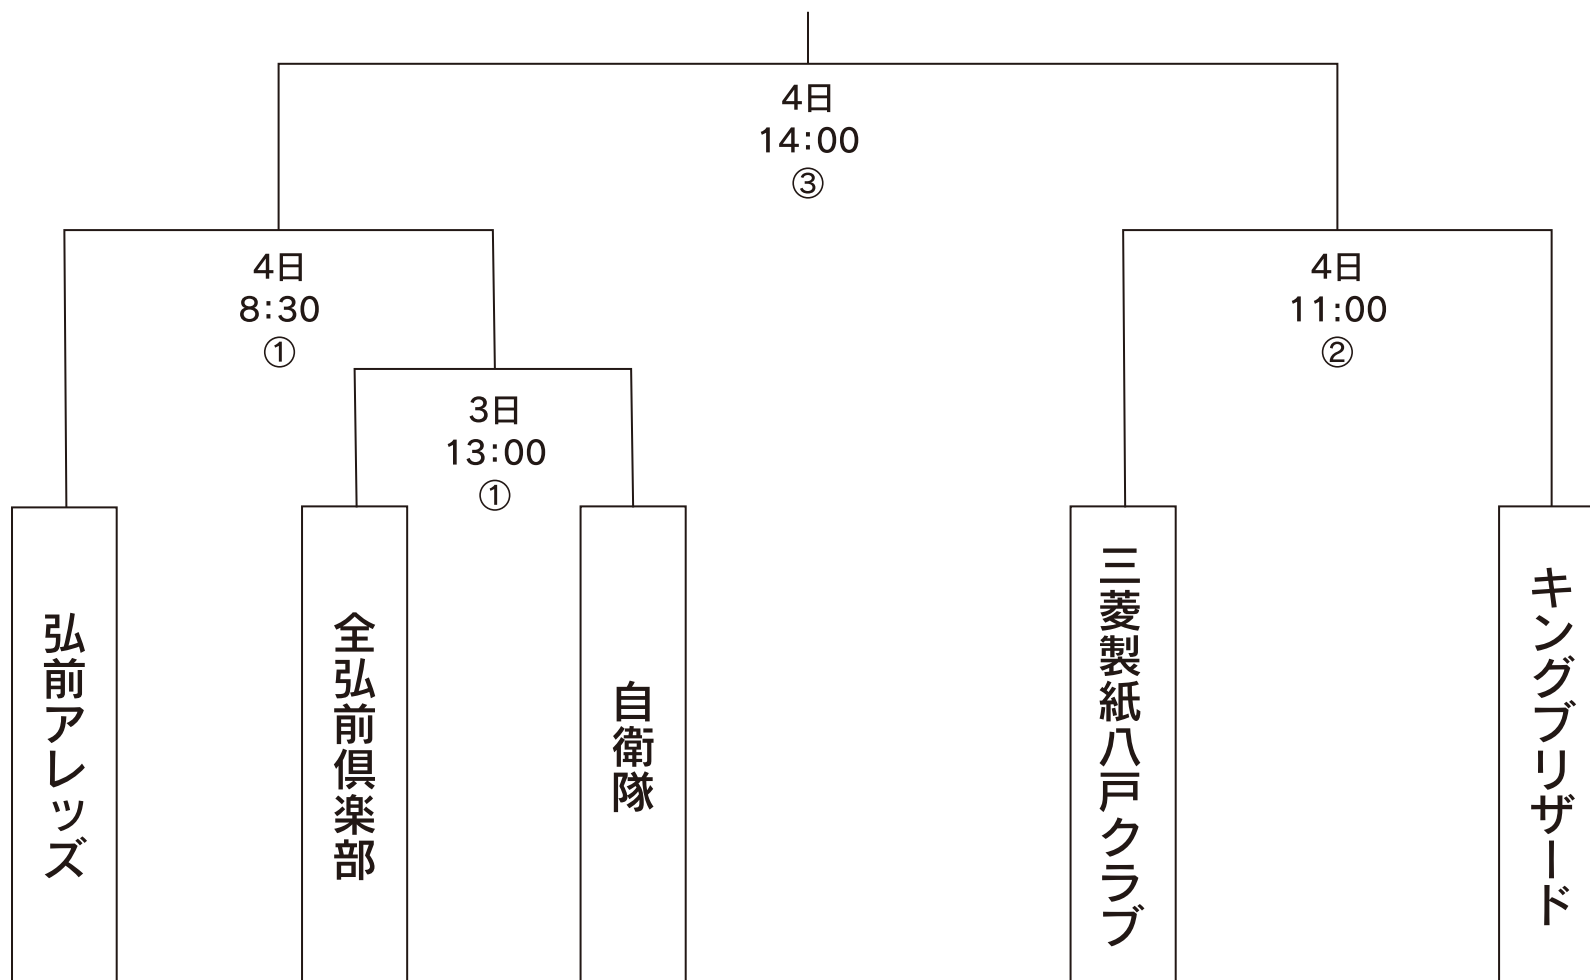 4日
14:00
③
4日
8:30
①
4日
11:00
②
3日
13:00
①
弘前アレッズ
全弘前倶楽部
自衛隊
三菱製紙八戸クラブ
キングブリザード